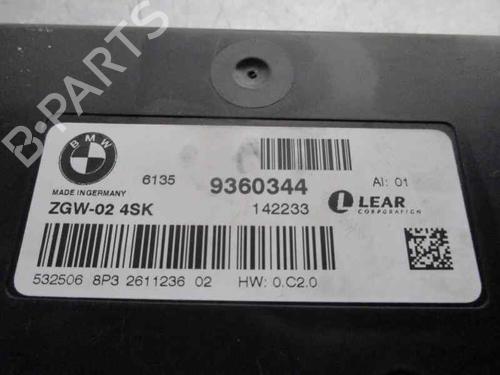 B-PARTS
BMW
MADE IN GERMANY
6135 9360344 AI: 01
ZGW-02 4SK 142233 LEAR
CORPORATION
532506 8P3 2611236 02 HW: 0.C2.0